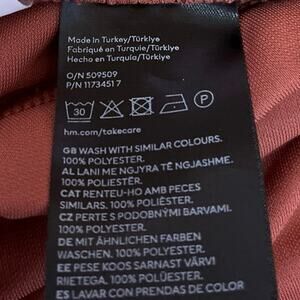 Made in Turkey/Türkiye
Fabriqué en Turquie/Türkiye
Hecho en Turquía/Türkiye
O/N 509509
P/N 1173451 7
30
P
hm.com/takecare
GB WASH WITH SIMILAR COLOURS.
100% POLYESTER.
AL LANI ME NGJYRA TË NGJASHME.
100% POLIESTËR.
CAT RENTEU-HO AMB PECES
SIMILARS. 100% POLIÈSTER.
CZ PERTE S PODOBNÝMI BARVAMI.
100% POLYESTER.
DE MIT ÄHNLICHEN FARBEN
WASCHEN. 100% POLYESTER.
EE PESE KOOS SARNAST VÄRVI
RIIETEGA. 100% POLÜESTER.
ES LAVAR CON PRENDAS DE COLOR